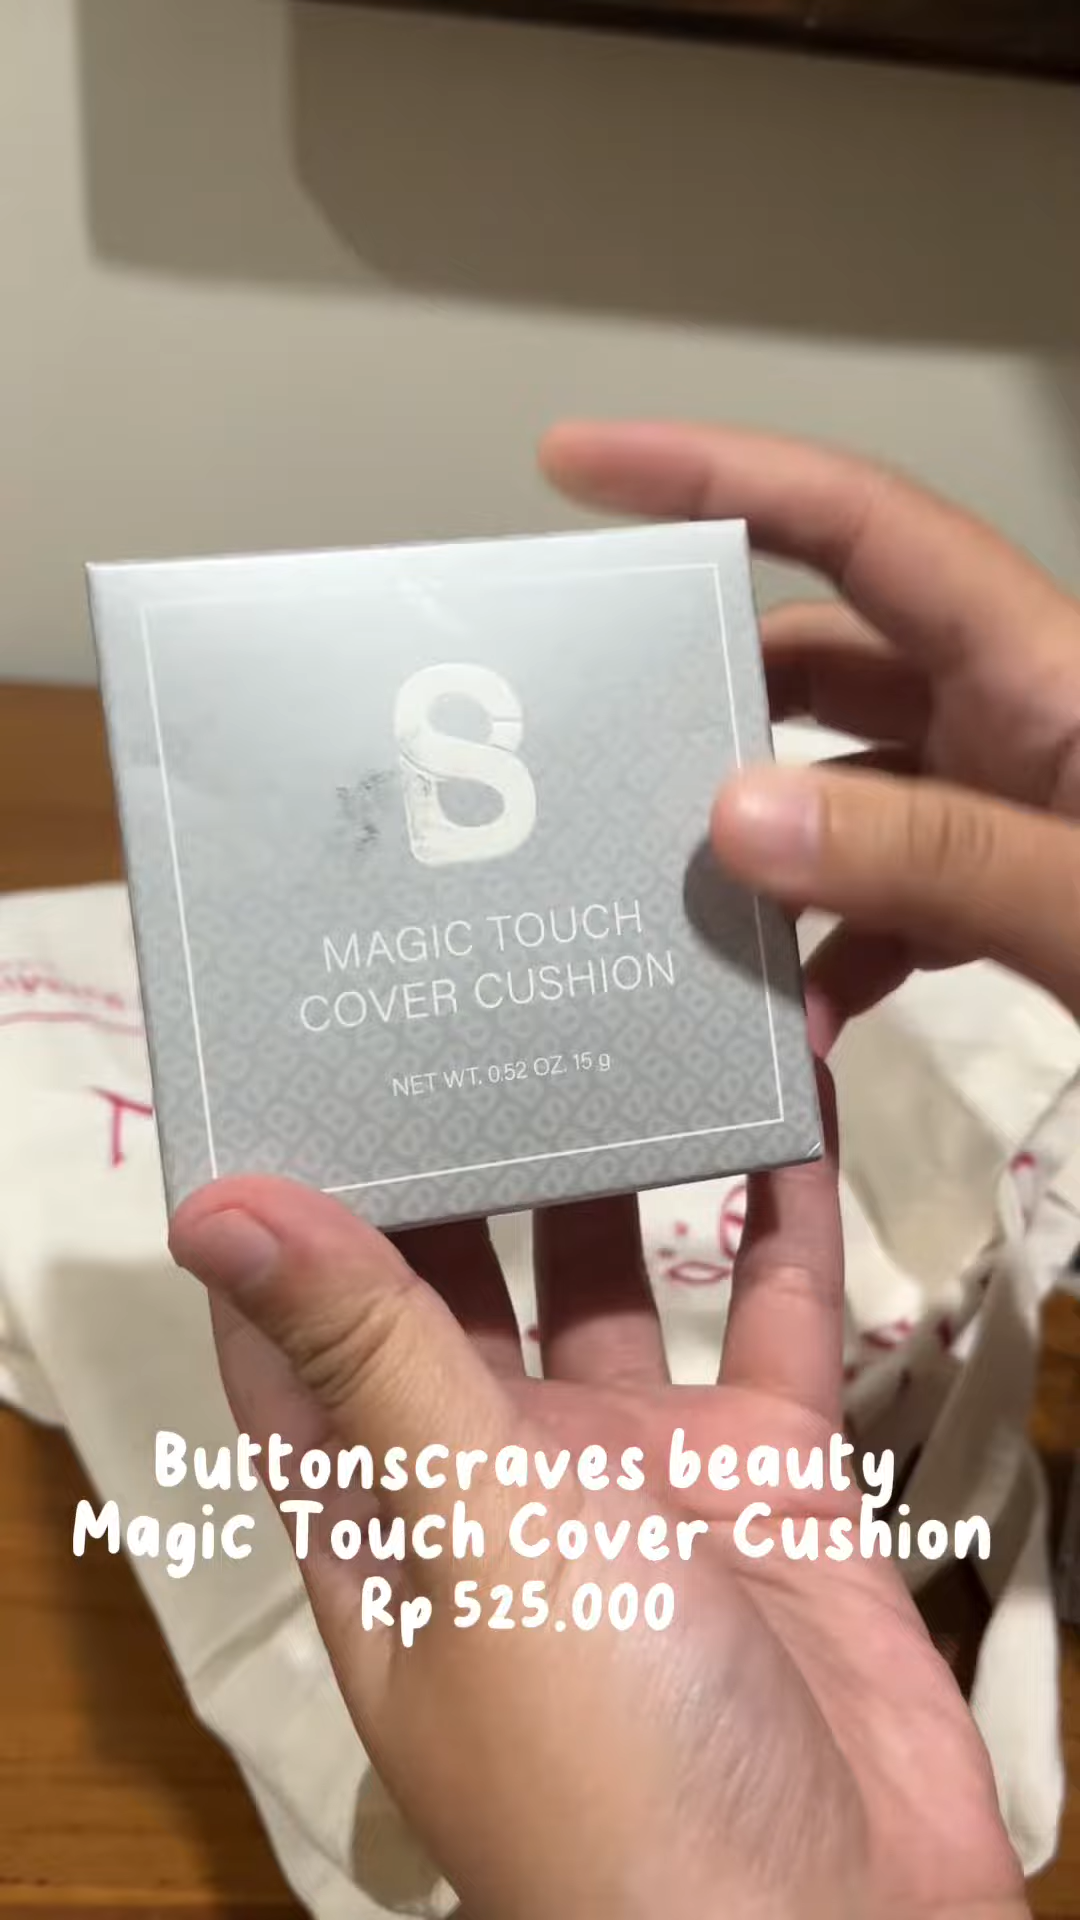 B
MAGIC TOUCH
COVER CUSHION
NET WT. 0.52 OZ. 15 g
Buttonscraves beauty
Magic Touch Cover Cushion
Rp 525.000